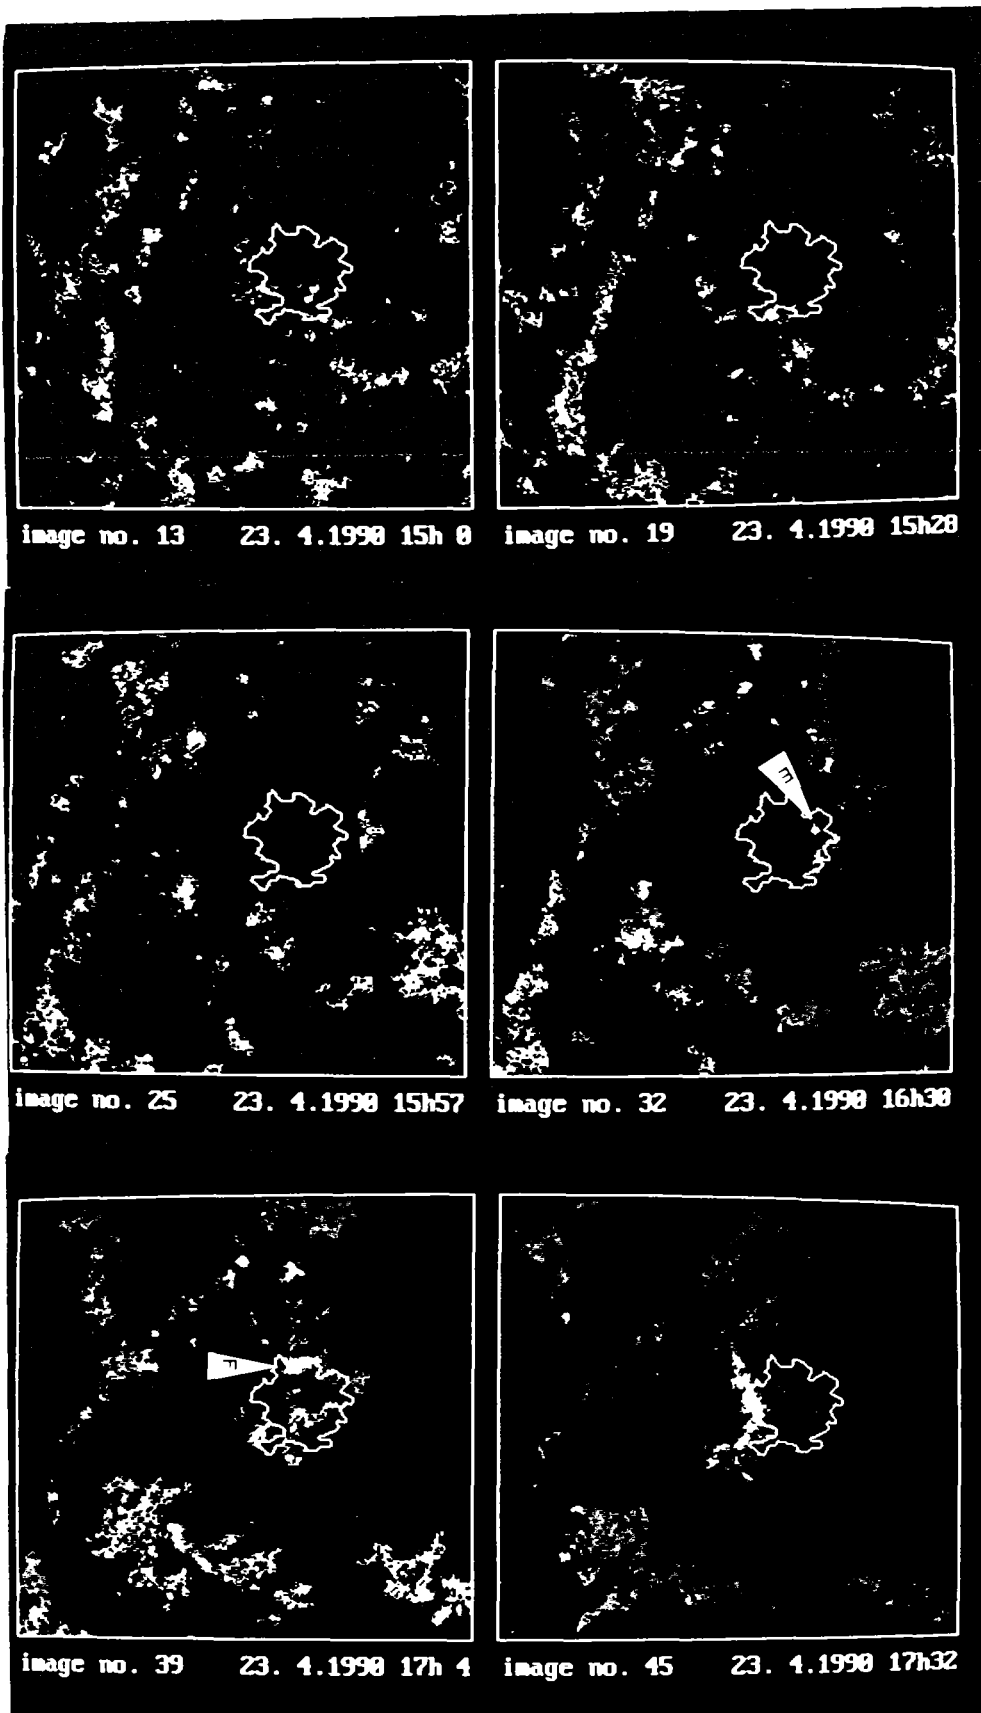 image no. 13 23. 4.1990 15h 0
image no. 19 23. 4.1990 15h28
E
image no. 25 23. 4.1990 15h57
image no. 32 23. 4.1990 16h30
F
image no. 39 23. 4.1990 17h 4
image no. 45 23. 4.1990 17h32